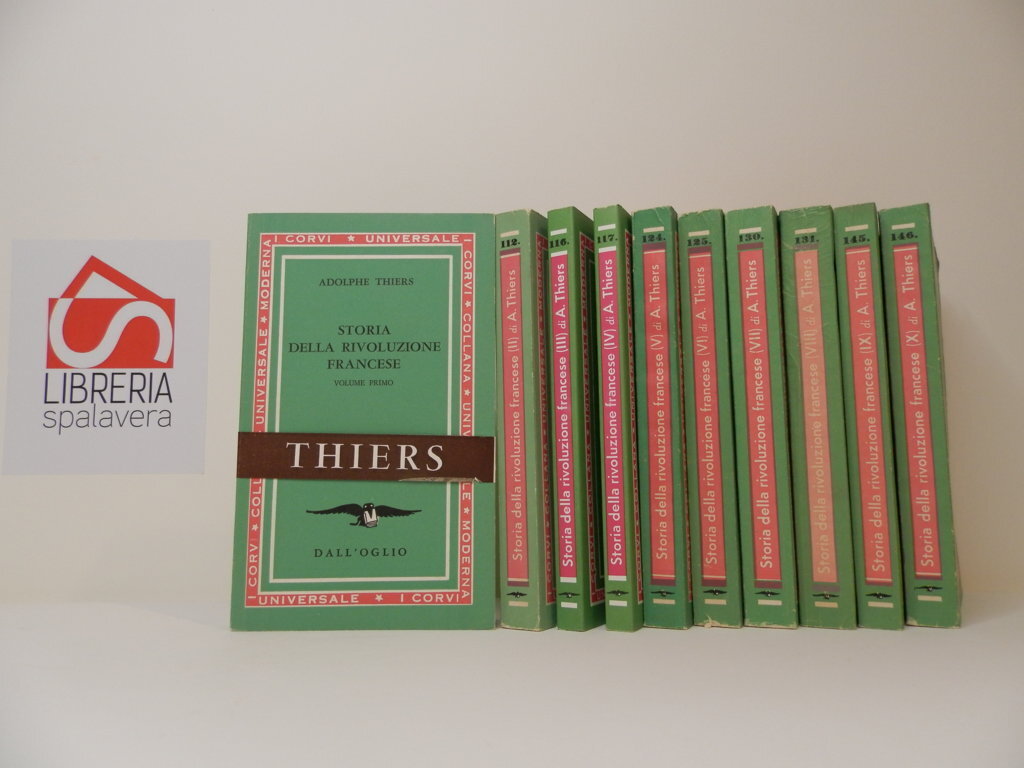 LIBRERIA
spalavera
I CORVI ★ UNIVERSALE
I CORVI ★ COLLANA ★ UNIVERSALE ★ MODERNA
UNIVERSALE ★ I CORVI
I CORVI ★ COLLANA UNIVERSALE ★ MODERNA
ADOLPHE THIERS
STORIA
DELLA RIVOLUZIONE
FRANCESE
VOLUME PRIMO
THIERS
DALL'OGLIO
112.
Storia della rivoluzione francese (II) di A. Thiers
116.
Storia della rivoluzione francese (III) di A. Thiers
117.
Storia della rivoluzione francese (IV) di A. Thiers
124.
Storia della rivoluzione francese (V) di A. Thiers
125.
Storia della rivoluzione francese (VI) di A. Thiers
130.
Storia della rivoluzione francese (VII) di A. Thiers
131.
Storia della rivoluzione francese (VIII) di A. Thiers
145.
Storia della rivoluzione francese (IX) di A. Thiers
146.
Storia della rivoluzione francese (X) di A. Thiers